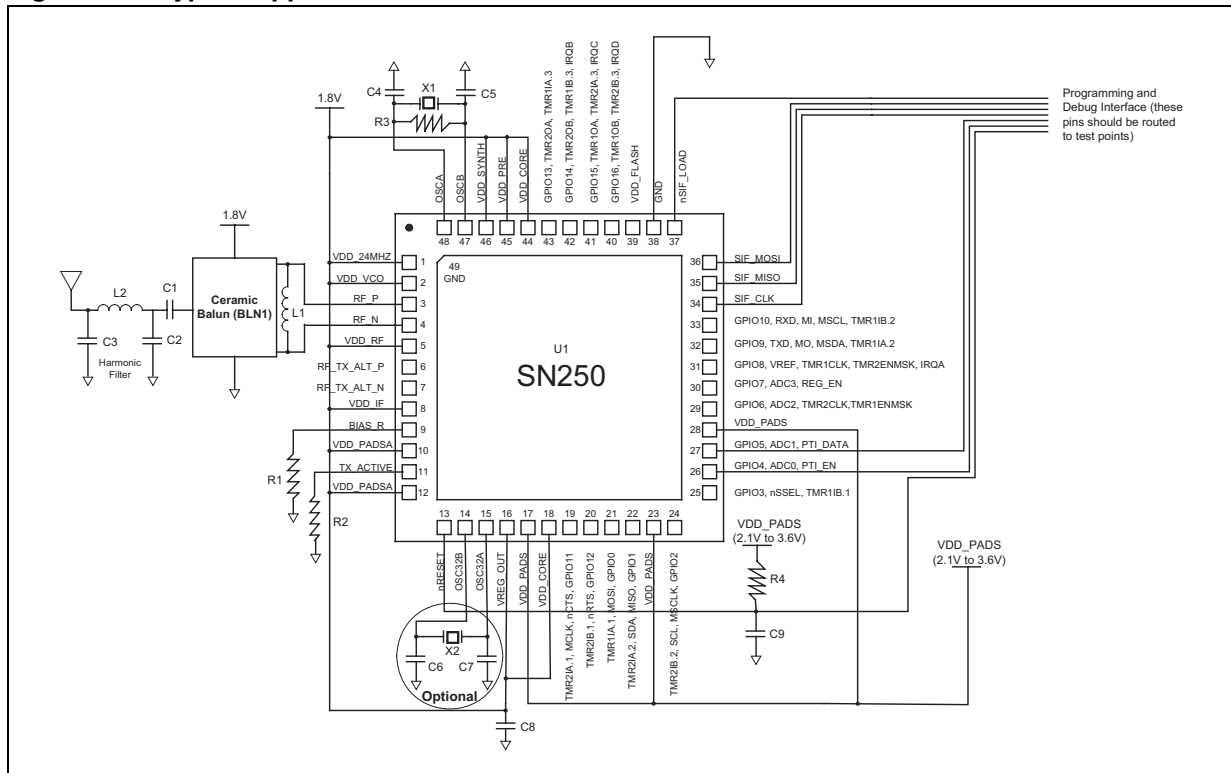 C4
X1
C5
R3
1.8V
OSCA
OSCB
VDD_SYNTH
VDD_PRE
VDD_CORE
GPIO13, TMR2OA, TMR1IA.3
GPIO14, TMR2OB, TMR1IB.3, IRQB
GPIO15, TMR1OA, TMR2IA.3, IRQC
GPIO16, TMR1OB, TMR2IB.3, IRQD
VDD_FLASH
GND
nSIF_LOAD
Programming and
Debug Interface (these
pins should be routed
to test points)
48
47
46
45
44
43
42
41
40
39
38
37
1.8V
L2
C1
C3
C2
Harmonic
Filter
Ceramic
Balun (BLN1)
L1
VDD_24MHZ
1
VDD_VCO
2
RF_P
3
RF_N
4
VDD_RF
5
RF_TX_ALT_P
6
RF_TX_ALT_N
7
VDD_IF
8
BIAS_R
9
VDD_PADSA
10
TX_ACTIVE
11
VDD_PADSA
12
R1
R2
49
GND
U1
SN250
36
SIF_MOSI
35
SIF_MISO
34
SIF_CLK
33
GPIO10, RXD, MI, MSCL, TMR1IB.2
32
GPIO9, TXD, MO, MSDA, TMR1IA.2
31
GPIO8, VREF, TMR1CLK, TMR2ENMSK, IRQA
30
GPIO7, ADC3, REG_EN
29
GPIO6, ADC2, TMR2CLK,TMR1ENMSK
28
VDD_PADS
27
GPIO5, ADC1, PTI_DATA
26
GPIO4, ADC0, PTI_EN
25
GPIO3, nSSEL, TMR1IB.1
13
14
15
16
17
18
19
20
21
22
23
24
nRESET
OSC32B
OSC32A
VREG_OUT
VDD_PADS
VDD_CORE
TMR2IA.1, MCLK, nCTS, GPIO11
TMR2IB.1, nRTS, GPIO12
TMR1IA.1, MOSI, GPIO0
TMR2IA.2, SDA, MISO, GPIO1
VDD_PADS
TMR2IB.2, SCL, MSCLK, GPIO2
VDD_PADS
(2.1V to 3.6V)
R4
C9
VDD_PADS
(2.1V to 3.6V)
X2
C6
C7
Optional
C8